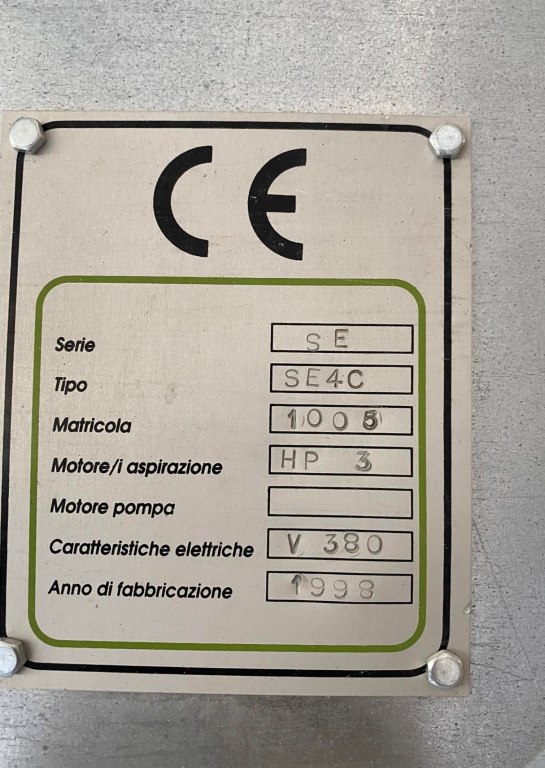 CE
Serie SE
Tipo SE4C
Matricola 1005
Motore/i aspirazione HP 3
Motore pompa
Caratteristiche elettriche V 380
Anno di fabbricazione 1998